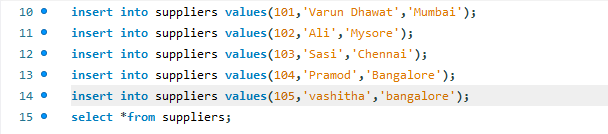 10 insert into suppliers values(101,'Varun Dhawat','Mumbai');
11 insert into suppliers values(102,'Ali','Mysore');
12 insert into suppliers values(103,'Sasi','Chennai');
13 insert into suppliers values(104,'Pramod','Bangalore');
14 insert into suppliers values(105,'vashitha','bangalore');
15 select *from suppliers;